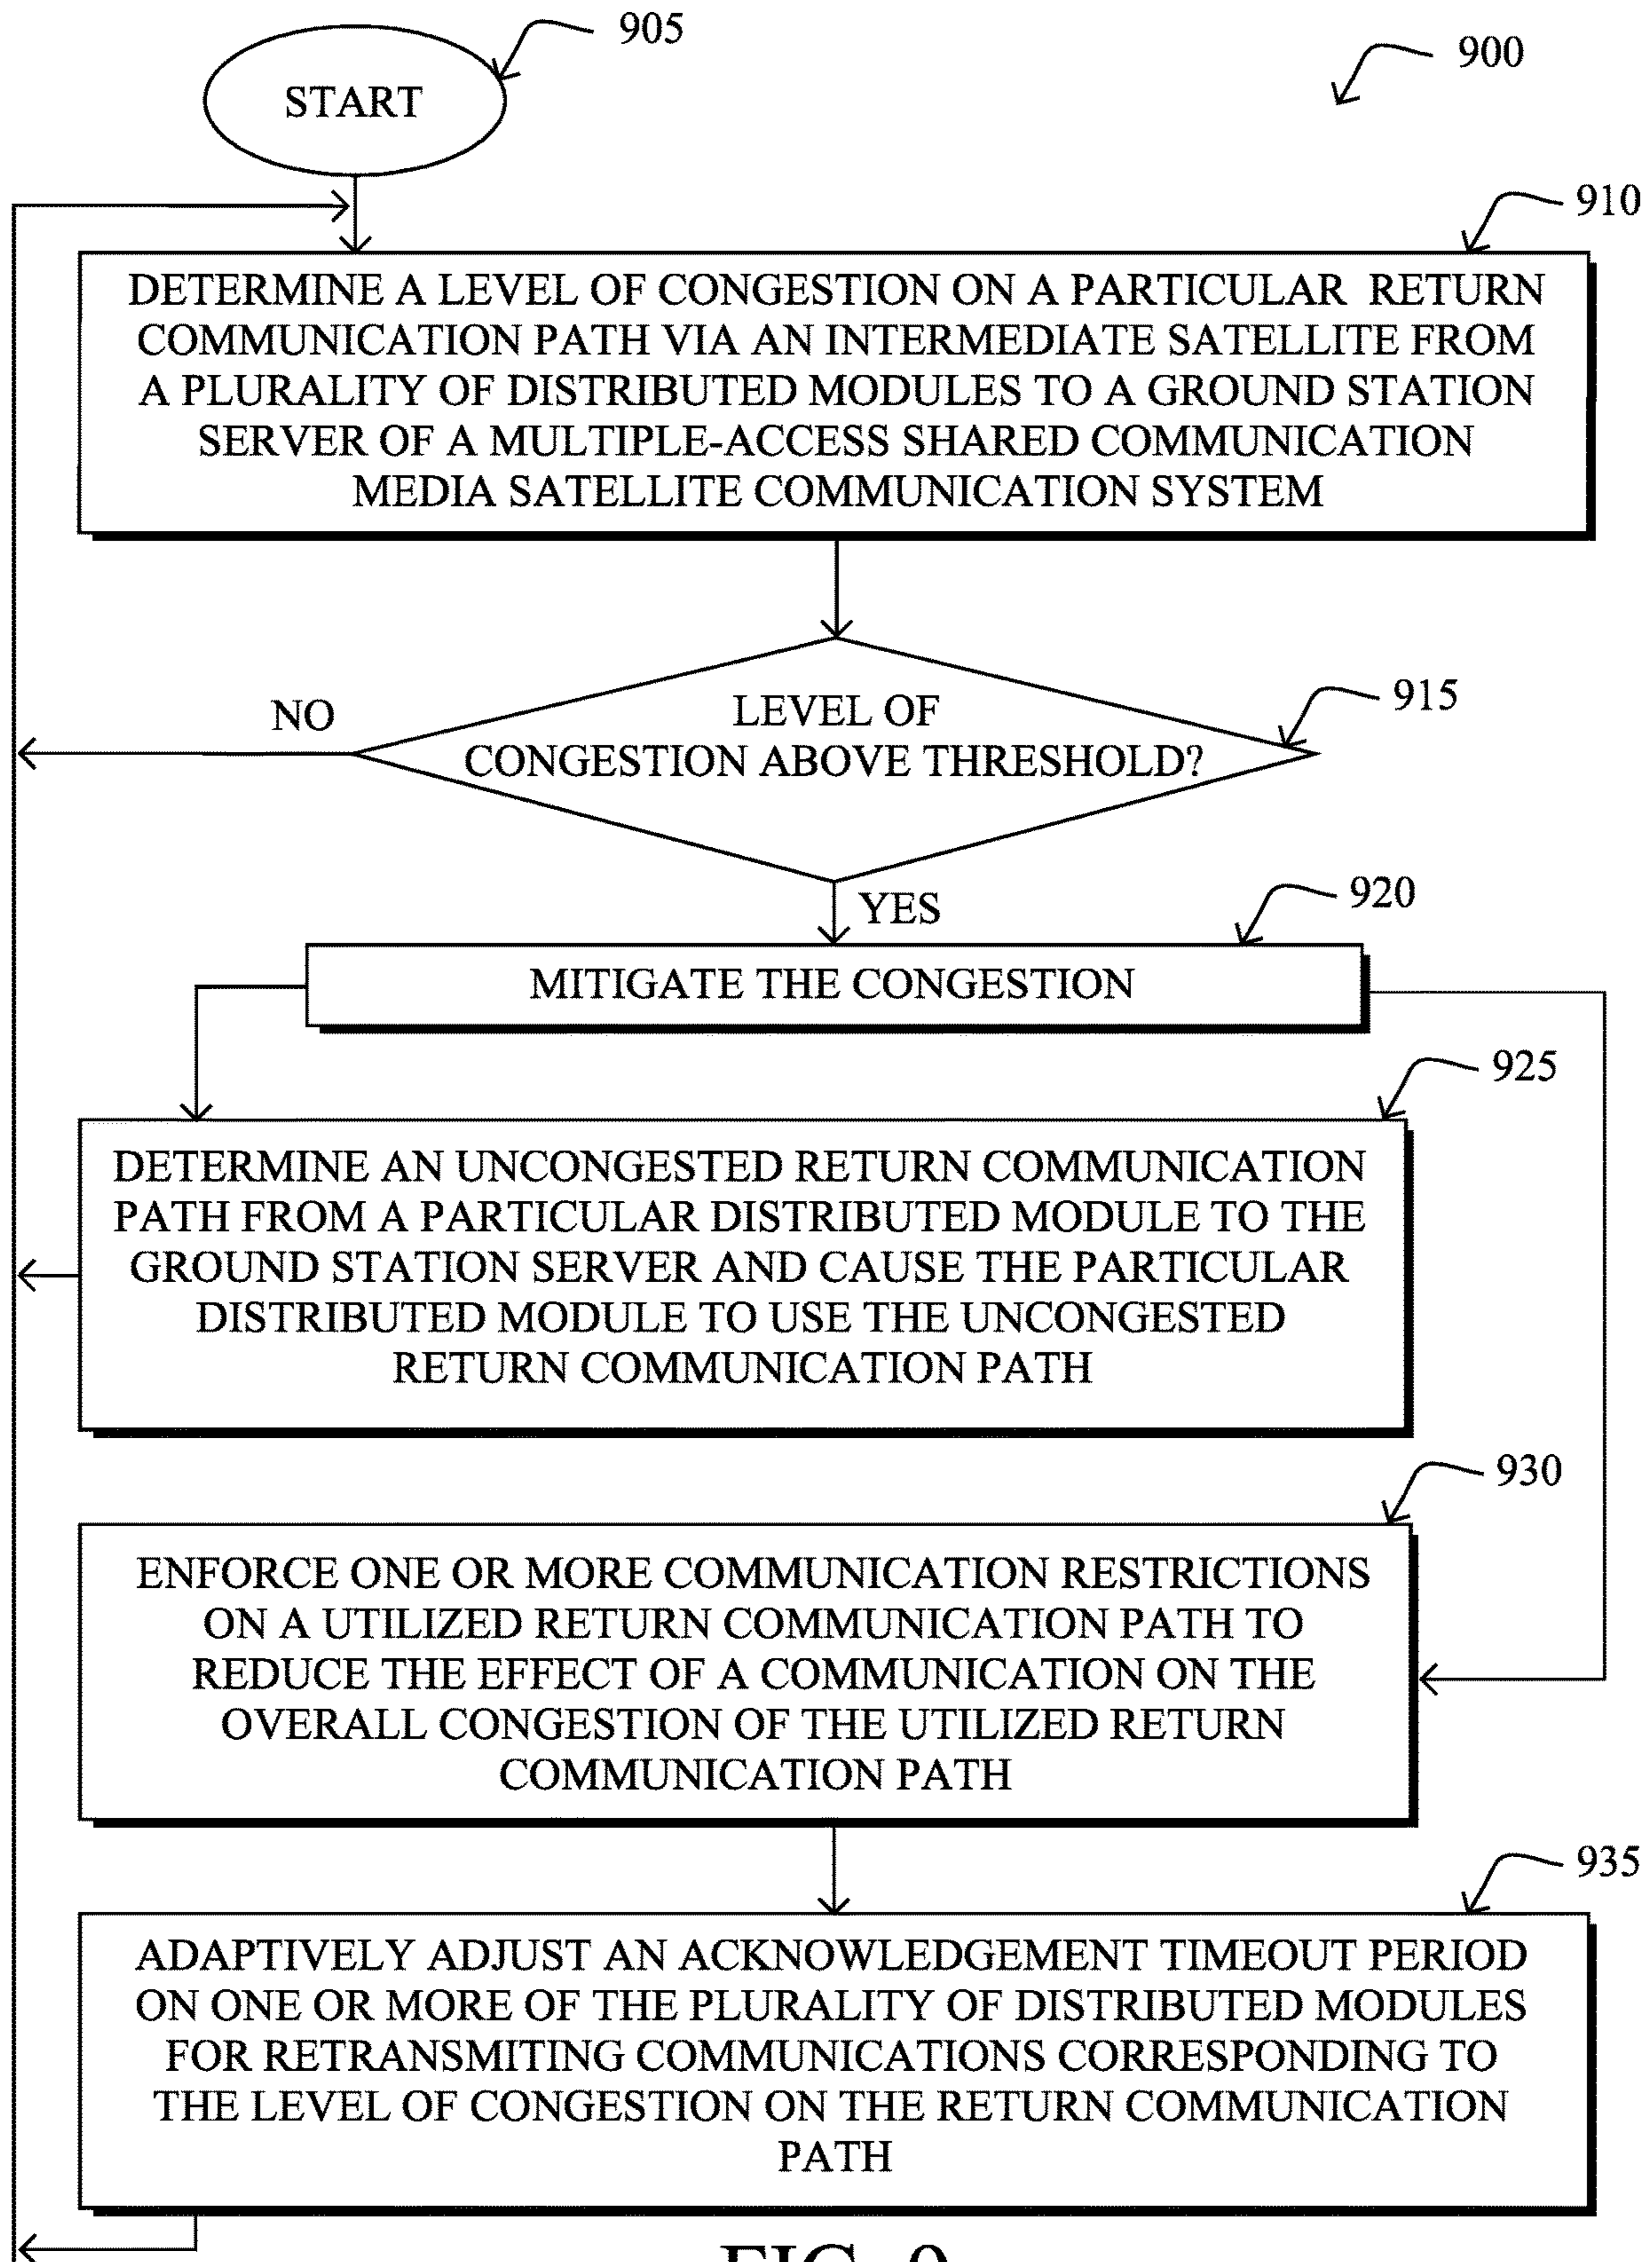 905
START
900
910
DETERMINE A LEVEL OF CONGESTION ON A PARTICULAR RETURN
COMMUNICATION PATH VIA AN INTERMEDIATE SATELLITE FROM
A PLURALITY OF DISTRIBUTED MODULES TO A GROUND STATION
SERVER OF A MULTIPLE-ACCESS SHARED COMMUNICATION
MEDIA SATELLITE COMMUNICATION SYSTEM
915
NO
LEVEL OF
CONGESTION ABOVE THRESHOLD?
YES
920
MITIGATE THE CONGESTION
925
DETERMINE AN UNCONGESTED RETURN COMMUNICATION
PATH FROM A PARTICULAR DISTRIBUTED MODULE TO THE
GROUND STATION SERVER AND CAUSE THE PARTICULAR
DISTRIBUTED MODULE TO USE THE UNCONGESTED
RETURN COMMUNICATION PATH
930
ENFORCE ONE OR MORE COMMUNICATION RESTRICTIONS
ON A UTILIZED RETURN COMMUNICATION PATH TO
REDUCE THE EFFECT OF A COMMUNICATION ON THE
OVERALL CONGESTION OF THE UTILIZED RETURN
COMMUNICATION PATH
935
ADAPTIVELY ADJUST AN ACKNOWLEDGEMENT TIMEOUT PERIOD
ON ONE OR MORE OF THE PLURALITY OF DISTRIBUTED MODULES
FOR RETRANSMITING COMMUNICATIONS CORRESPONDING TO
THE LEVEL OF CONGESTION ON THE RETURN COMMUNICATION
PATH
FIG. 9